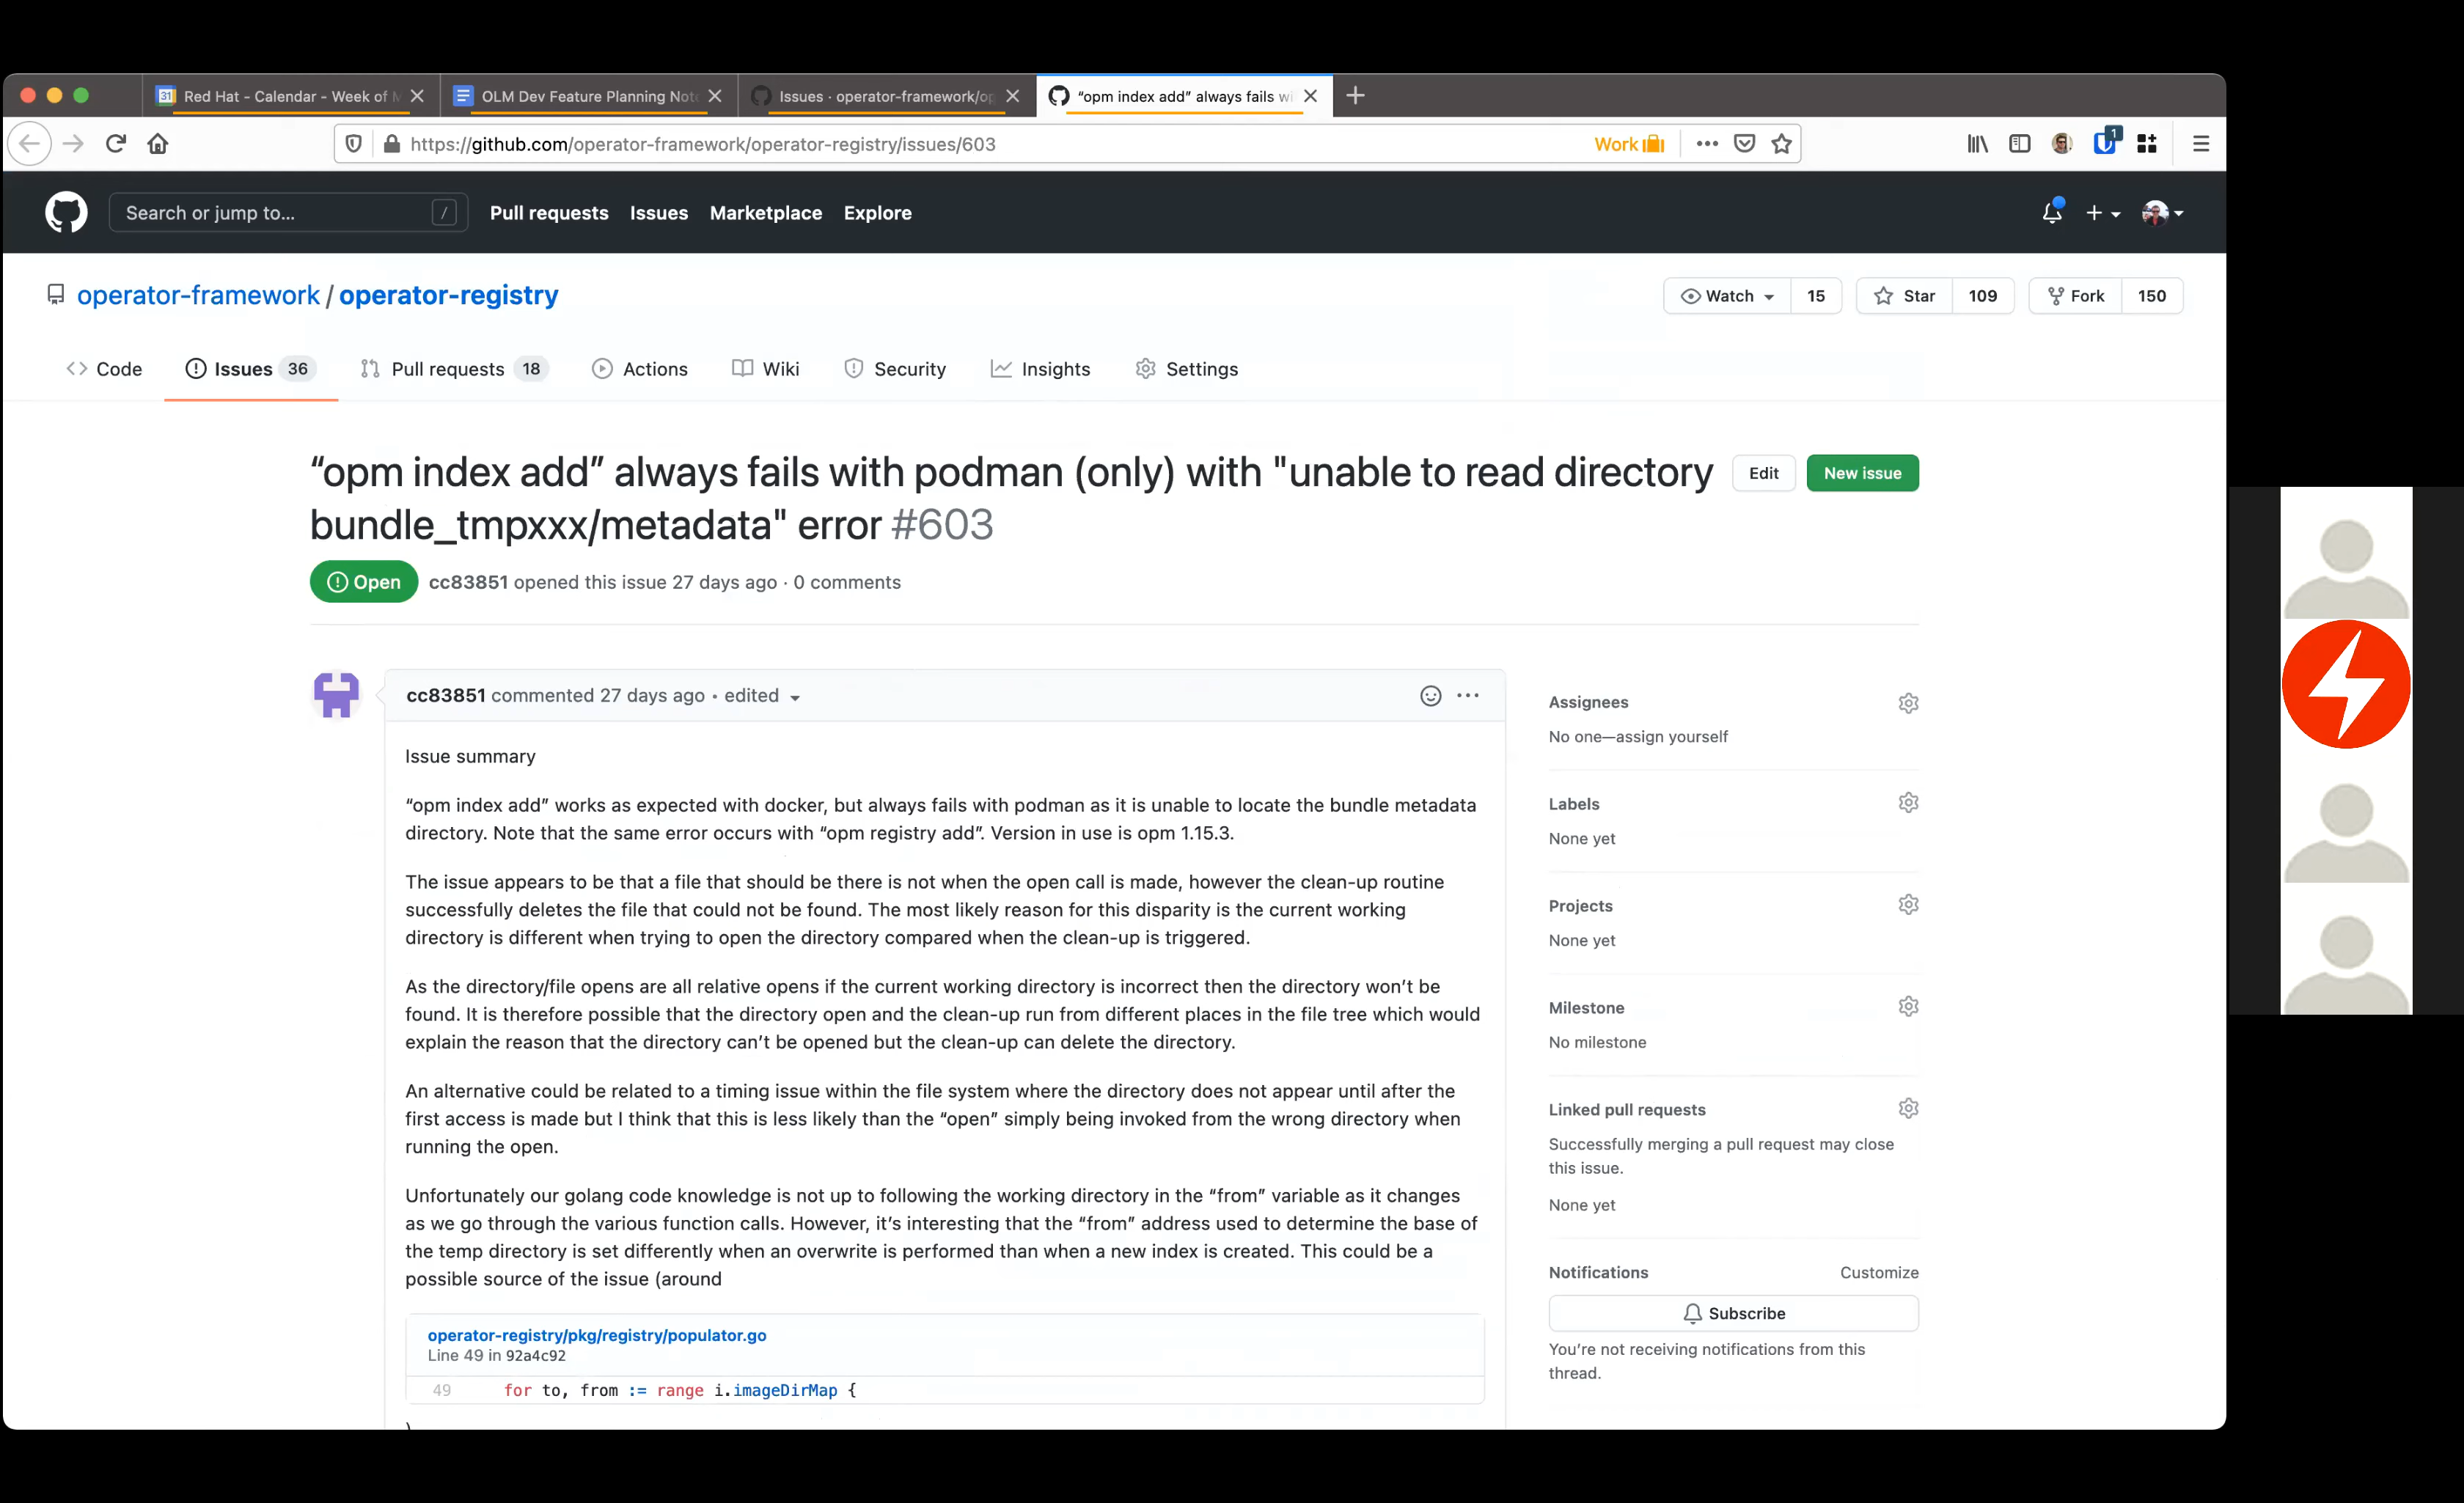 31 Red Hat - Calendar - Week of M
OLM Dev Feature Planning Note
Issues · operator-framework/op
“opm index add” always fails wi
https://github.com/operator-framework/operator-registry/issues/603
Work
1
Search or jump to...
/
Pull requests
Issues
Marketplace
Explore
operator-framework / operator-registry
Watch
15
Star
109
Fork
150
Code
Issues 36
Pull requests 18
Actions
Wiki
Security
Insights
Settings
“opm index add” always fails with podman (only) with "unable to read directory
bundle_tmpxxx/metadata" error #603
Edit
New issue
Open
cc83851 opened this issue 27 days ago · 0 comments
cc83851 commented 27 days ago • edited
Issue summary
“opm index add” works as expected with docker, but always fails with podman as it is unable to locate the bundle metadata
directory. Note that the same error occurs with “opm registry add”. Version in use is opm 1.15.3.
The issue appears to be that a file that should be there is not when the open call is made, however the clean-up routine
successfully deletes the file that could not be found. The most likely reason for this disparity is the current working
directory is different when trying to open the directory compared when the clean-up is triggered.
As the directory/file opens are all relative opens if the current working directory is incorrect then the directory won’t be
found. It is therefore possible that the directory open and the clean-up run from different places in the file tree which would
explain the reason that the directory can’t be opened but the clean-up can delete the directory.
An alternative could be related to a timing issue within the file system where the directory does not appear until after the
first access is made but I think that this is less likely than the “open” simply being invoked from the wrong directory when
running the open.
Unfortunately our golang code knowledge is not up to following the working directory in the “from” variable as it changes
as we go through the various function calls. However, it’s interesting that the “from” address used to determine the base of
the temp directory is set differently when an overwrite is performed than when a new index is created. This could be a
possible source of the issue (around
operator-registry/pkg/registry/populator.go
Line 49 in 92a4c92
49 for to, from := range i.imageDirMap {
)
Assignees
No one—assign yourself
Labels
None yet
Projects
None yet
Milestone
No milestone
Linked pull requests
Successfully merging a pull request may close
this issue.
None yet
Notifications
Customize
Subscribe
You’re not receiving notifications from this
thread.